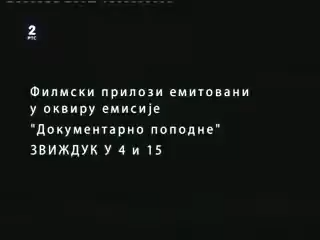 2
РТС
Филмски прилози емитовани
у оквиру емисије
"Документарно поподне"
ЗВИЖДУК У 4 и 15